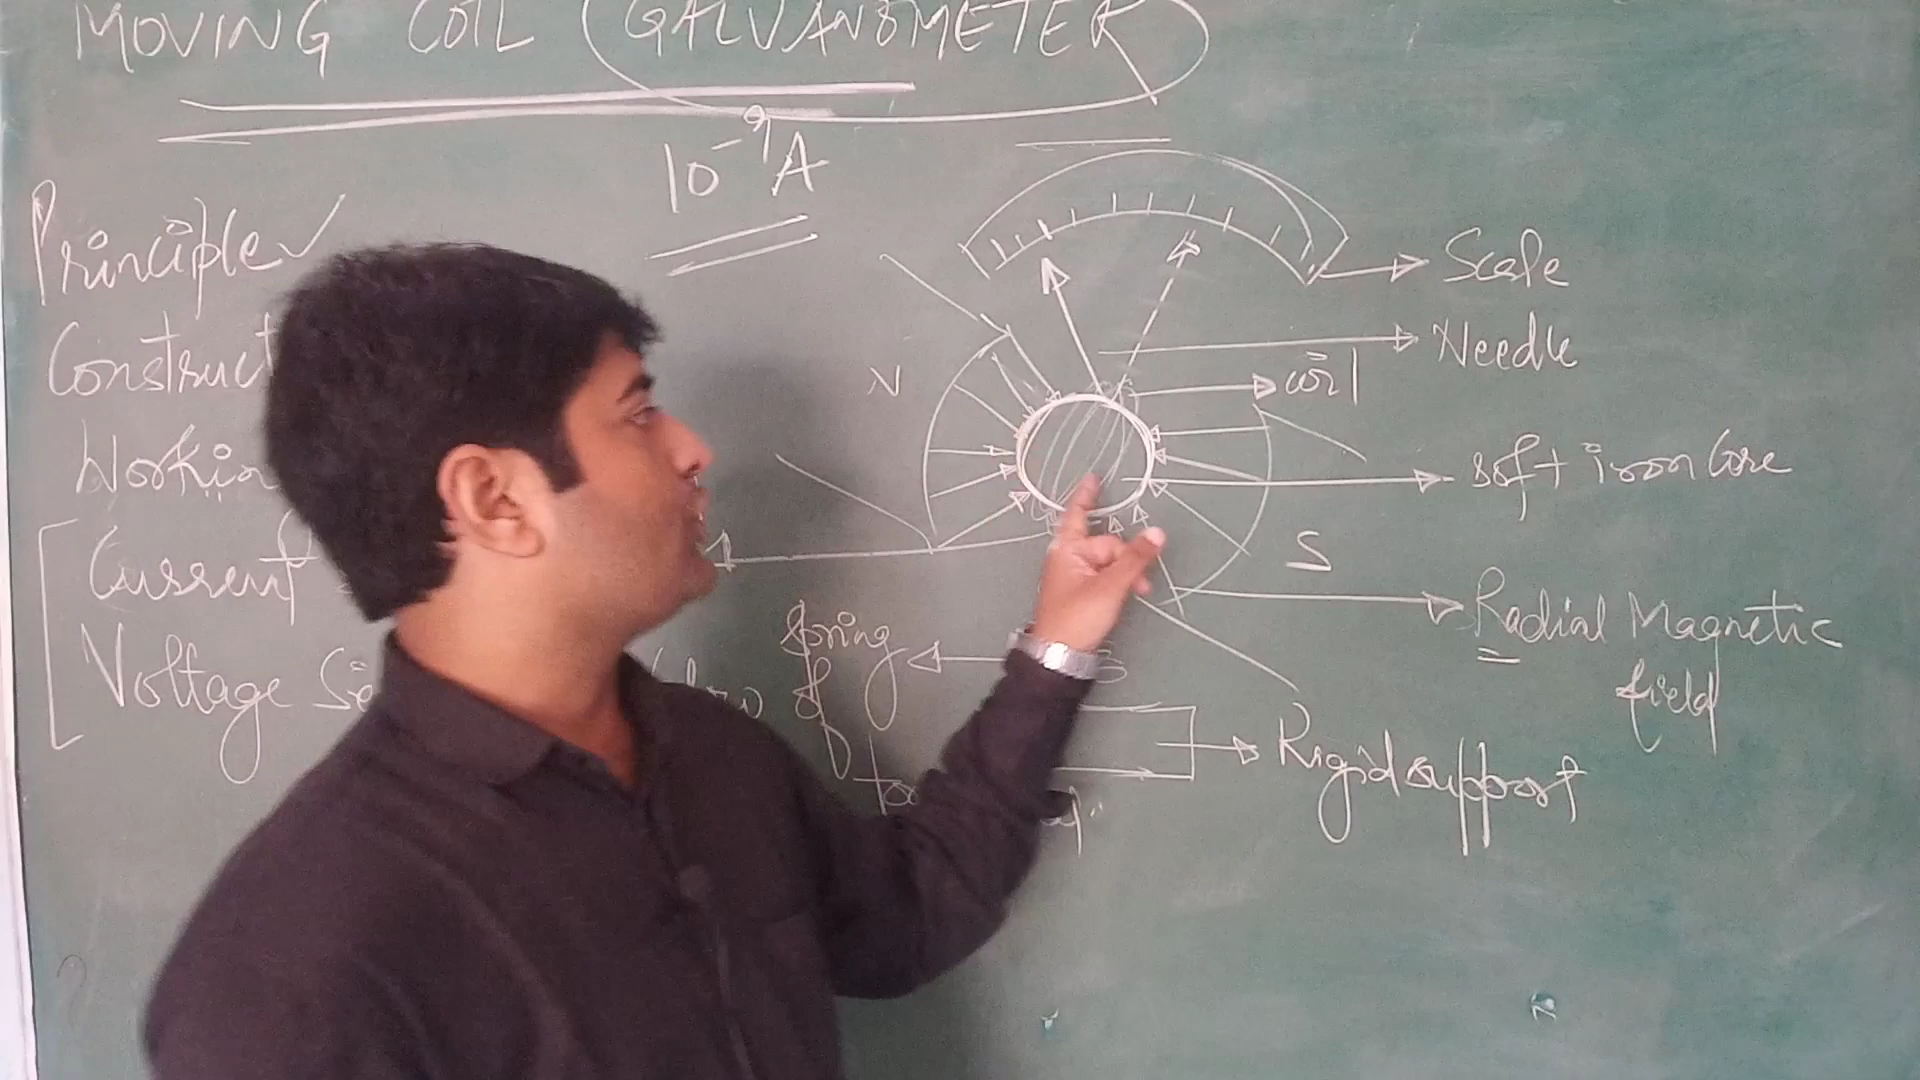 MOVING COIL GALVANOMETER
10⁻⁹A
Principle ✓
Construct
Workin
[ Current
Voltage Se
of
N
Scale
Needle
coil
soft iron Core
S
Radial Magnetic
field
spring
Rigid support